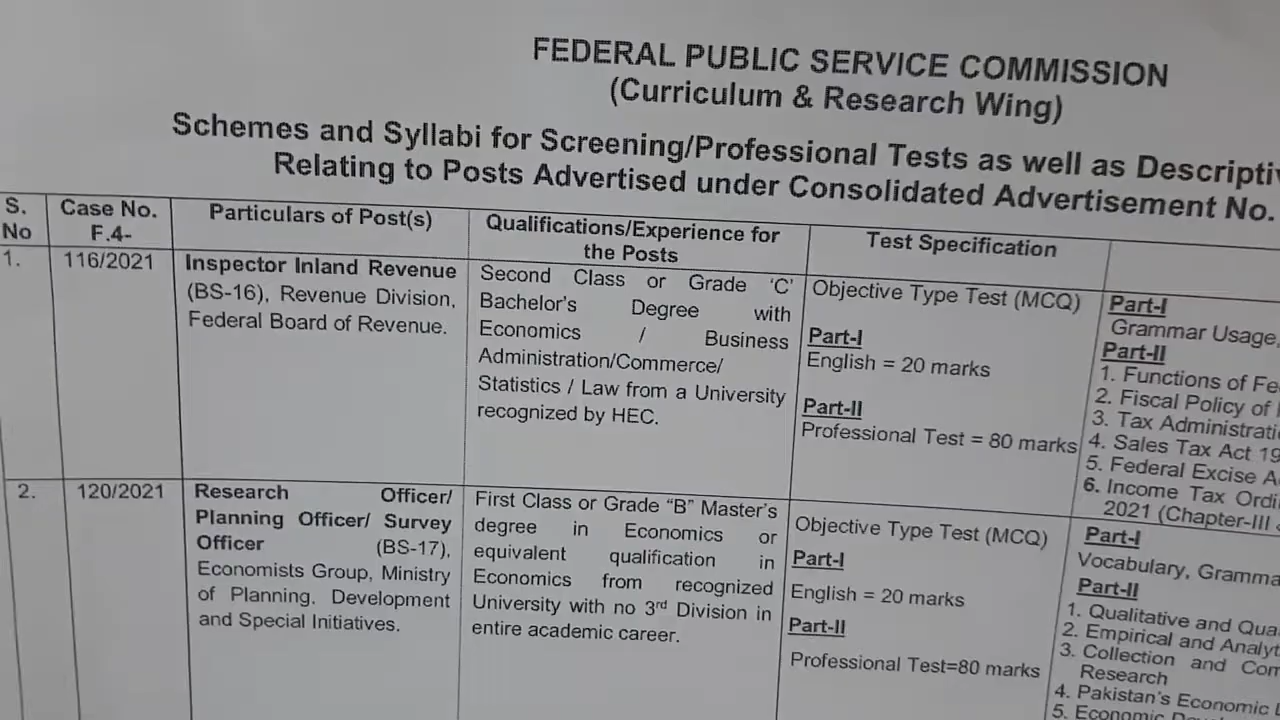 FEDERAL PUBLIC SERVICE COMMISSION
(Curriculum & Research Wing)
Schemes and Syllabi for Screening/Professional Tests as well as
Relating to Posts Advertised under Consolidated Advertisement No.
S. No
Case No. F.4-
Particulars of Post(s)
Qualifications/Experience for
the Posts
Test Specification
1.
116/2021
Inspector Inland Revenue
(BS-16), Revenue Division,
Federal Board of Revenue.
Second Class or Grade ‘C’
Bachelor's Degree with
Economics / Business
Administration/Commerce/
Statistics / Law from a University
recognized by HEC.
Objective Type Test (MCQ)
Part-I
English = 20 marks
Part-II
Professional Test = 80 marks
Part-I
Grammar Usage,
Part-II
1. Functions of
2. Fiscal Policy of
3. Tax
4. Sales Tax Act
5. Federal Excise
6. Income Tax
2021 (Chapter-III
2.
120/2021
Research Officer/
Planning Officer/ Survey
Officer (BS-17),
Economists Group, Ministry
of Planning, Development
and Special Initiatives.
First Class or Grade “B” Master's
degree in Economics or
equivalent qualification in
Economics from recognized
University with no 3rd Division in
entire academic career.
Objective Type Test (MCQ)
Part-I
English = 20 marks
Part-II
Professional Test=80 marks
Part-I
Vocabulary,
Part-II
1. Qualitative and
2. Empirical and
3. Collection and
Research
4. Pakistan's Economic
5. Economic